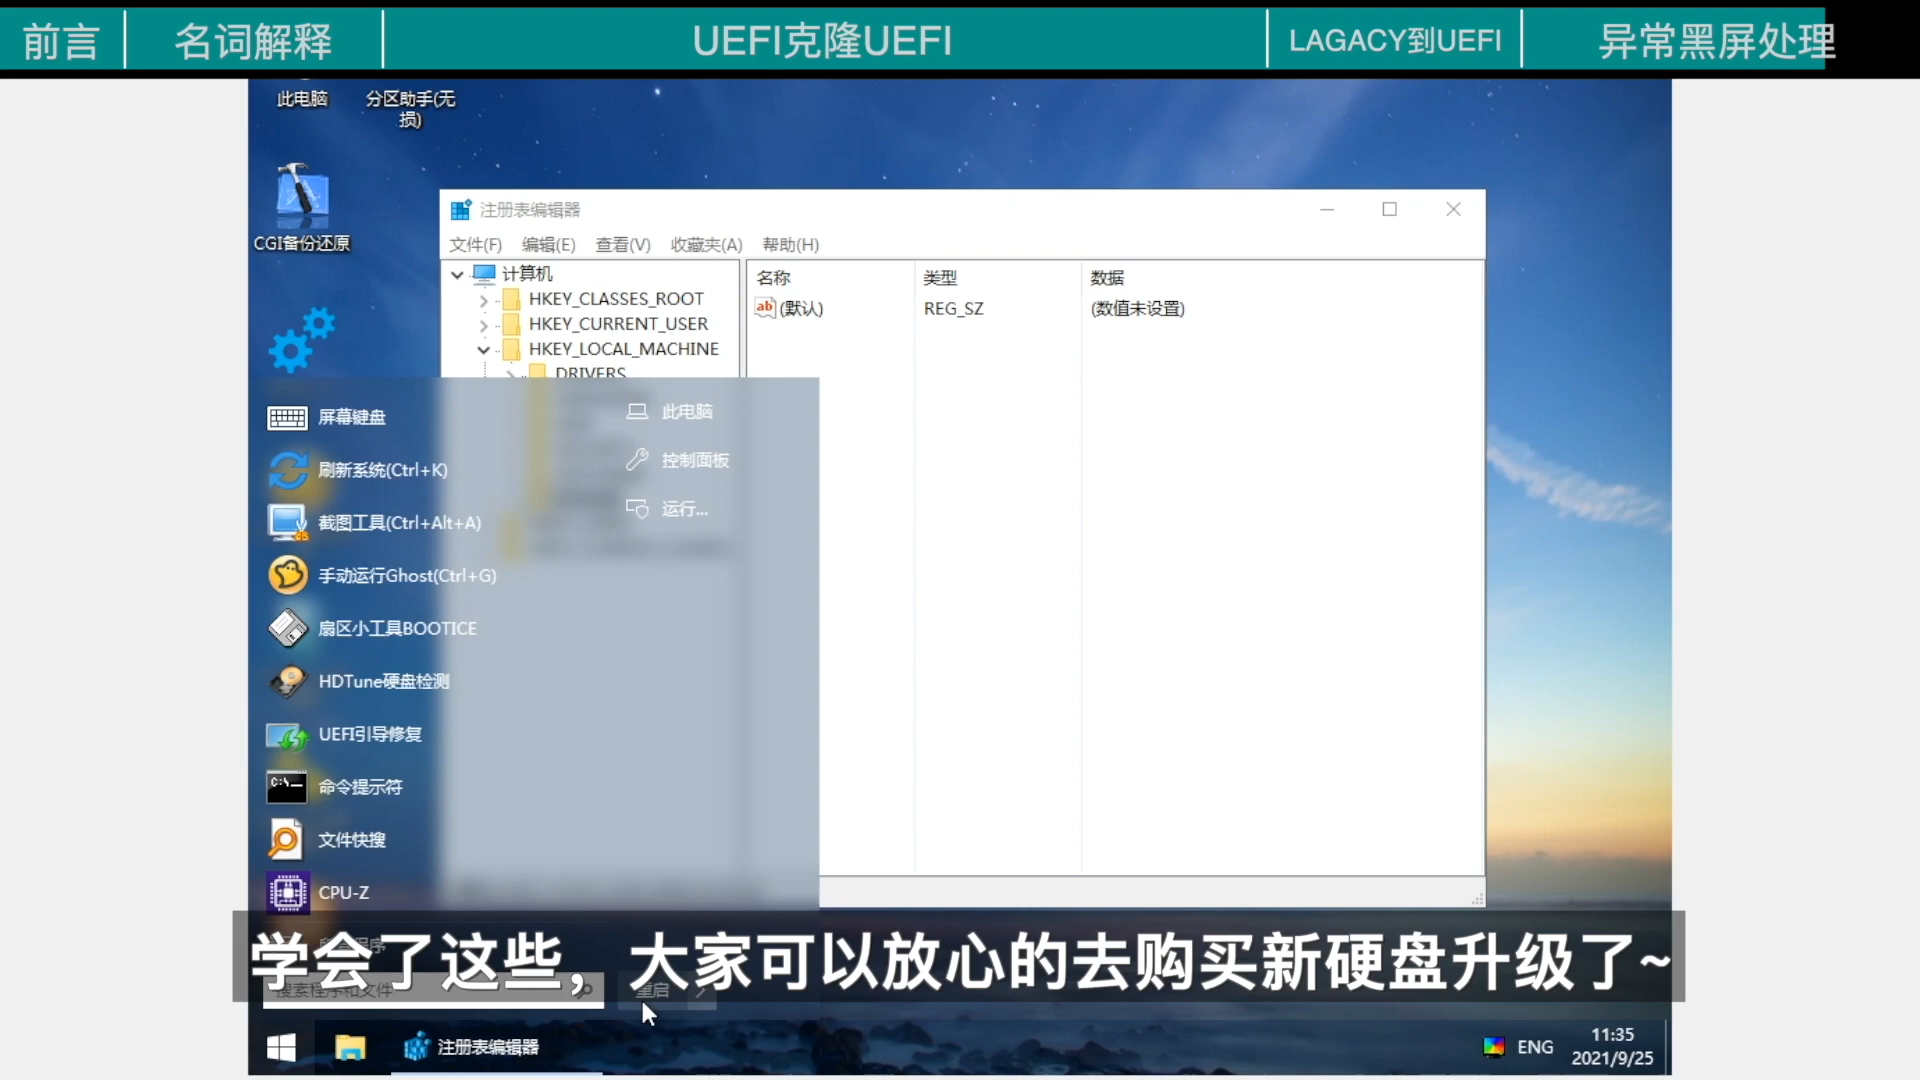 前言
名词解释
UEFI克隆UEFI
LAGACY到UEFI
异常黑屏处理
此电脑
分区助手(无
损)
CGI备份还原
注册表编辑器
文件(F) 编辑(E) 查看(V) 收藏夹(A) 帮助(H)
计算机
HKEY_CLASSES_ROOT
HKEY_CURRENT_USER
HKEY_LOCAL_MACHINE
DRIVERS
名称 类型 数据
(默认) REG_SZ (数值未设置)
屏幕键盘
刷新系统(Ctrl+K)
截图工具(Ctrl+Alt+A)
手动运行Ghost(Ctrl+G)
扇区小工具BOOTICE
HDTune硬盘检测
UEFI引导修复
命令提示符
文件快搜
CPU-Z
此电脑
控制面板
运行...
学会了这些，大家可以放心的去购买新硬盘升级了~
搜索程序和文件
重启
注册表编辑器
ENG
11:35
2021/9/25